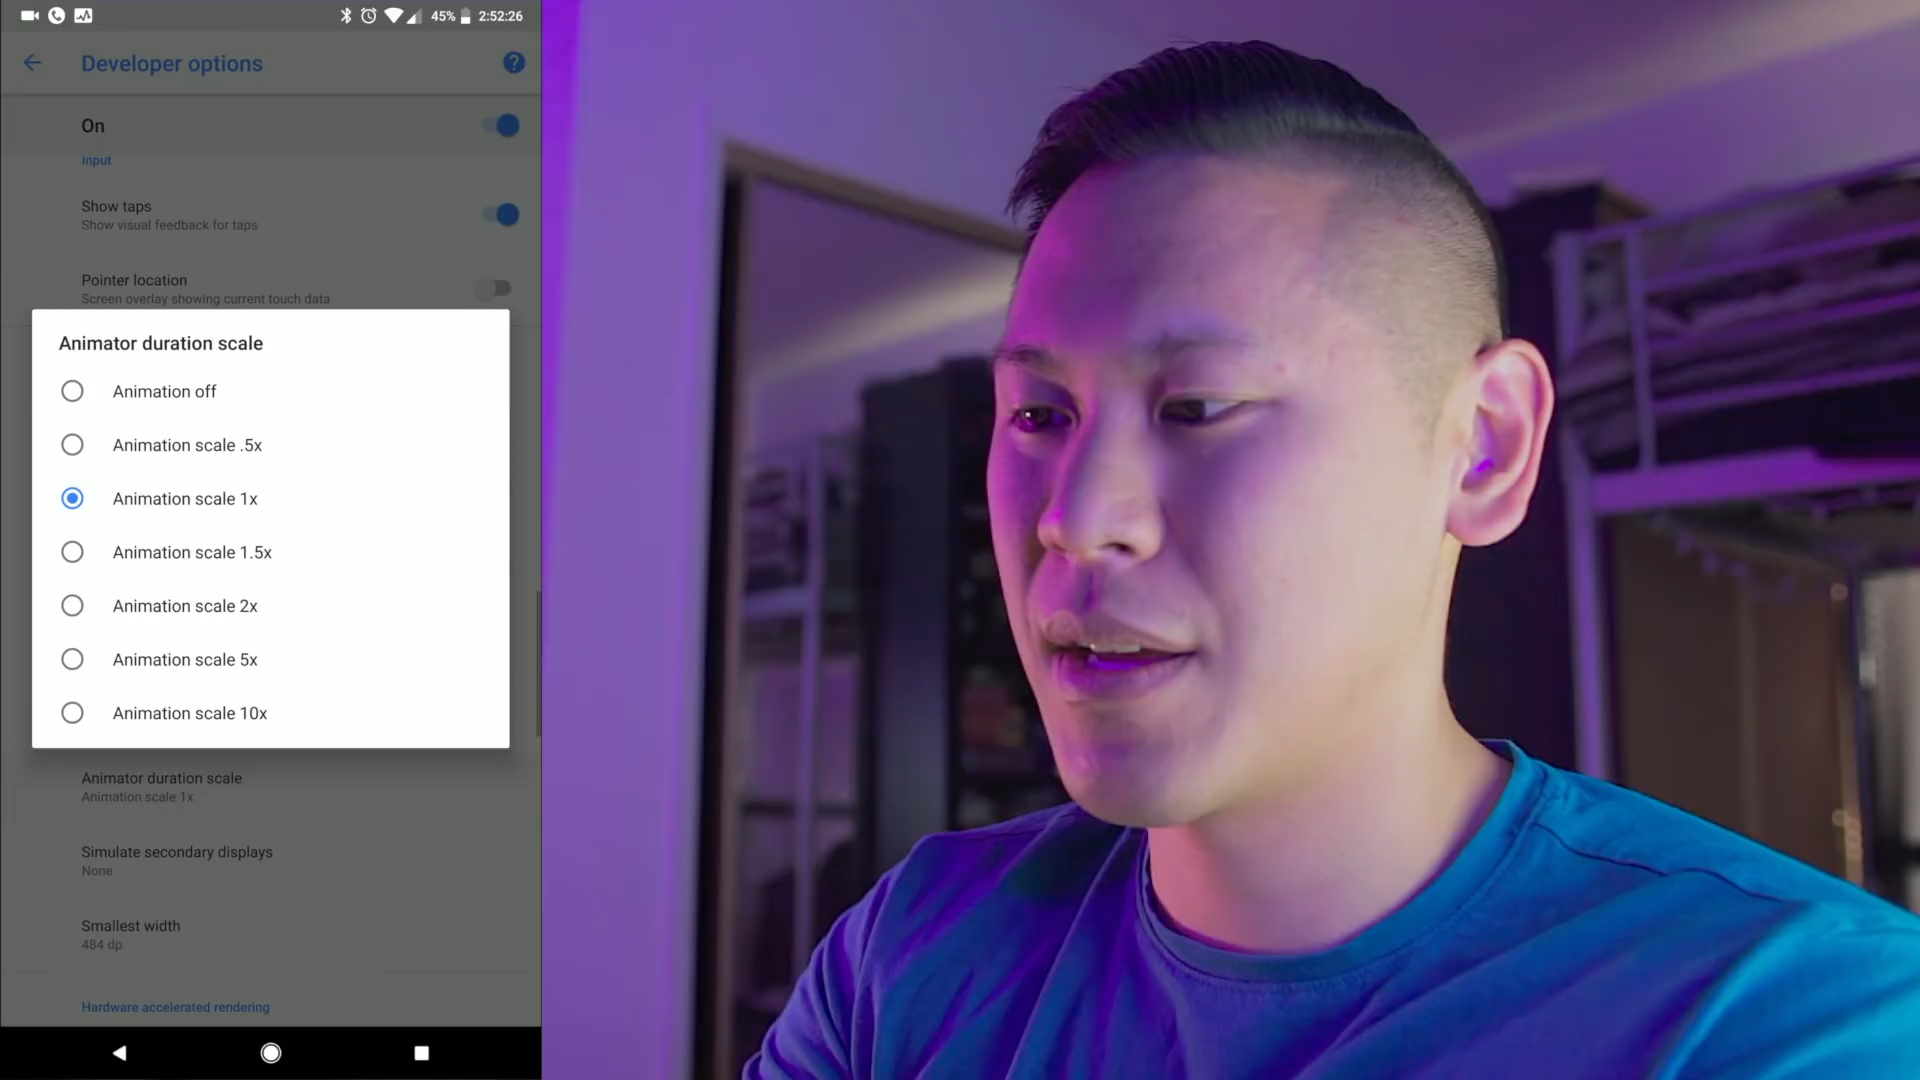 45% 2:52:26
Developer options
On
Input
Show taps
Show visual feedback for taps
Pointer location
Screen overlay showing current touch data
Animator duration scale
Animation off
Animation scale .5x
Animation scale 1x
Animation scale 1.5x
Animation scale 2x
Animation scale 5x
Animation scale 10x
Animator duration scale
Animation scale 1x
Simulate secondary displays
None
Smallest width
484 dp
Hardware accelerated rendering